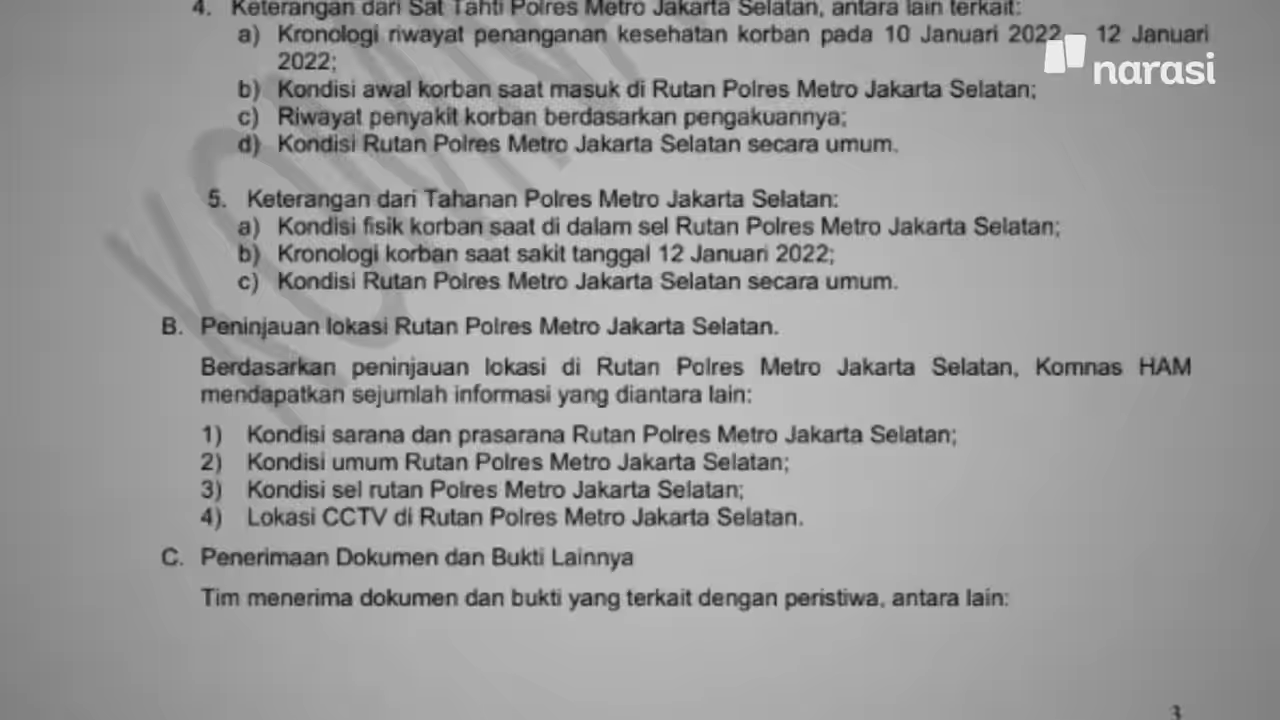 4. Keterangan dari Sat Tahti Polres Metro Jakarta Selatan, antara lain terkait:
a) Kronologi riwayat penanganan kesehatan korban pada 10 Januari 2022 12 Januari
2022;
narasi
b) Kondisi awal korban saat masuk di Rutan Polres Metro Jakarta Selatan;
c) Riwayat penyakit korban berdasarkan pengakuannya;
d) Kondisi Rutan Polres Metro Jakarta Selatan secara umum.
5. Keterangan dari Tahanan Polres Metro Jakarta Selatan:
a) Kondisi fisik korban saat di dalam sel Rutan Polres Metro Jakarta Selatan;
b) Kronologi korban saat sakit tanggal 12 Januari 2022;
c) Kondisi Rutan Polres Metro Jakarta Selatan secara umum.
B. Peninjauan lokasi Rutan Polres Metro Jakarta Selatan.
Berdasarkan peninjauan lokasi di Rutan Polres Metro Jakarta Selatan, Komnas HAM
mendapatkan sejumlah informasi yang diantara lain:
1) Kondisi sarana dan prasarana Rutan Polres Metro Jakarta Selatan;
2) Kondisi umum Rutan Polres Metro Jakarta Selatan;
3) Kondisi sel rutan Polres Metro Jakarta Selatan;
4) Lokasi CCTV di Rutan Polres Metro Jakarta Selatan.
C. Penerimaan Dokumen dan Bukti Lainnya
Tim menerima dokumen dan bukti yang terkait dengan peristiwa, antara lain:
3